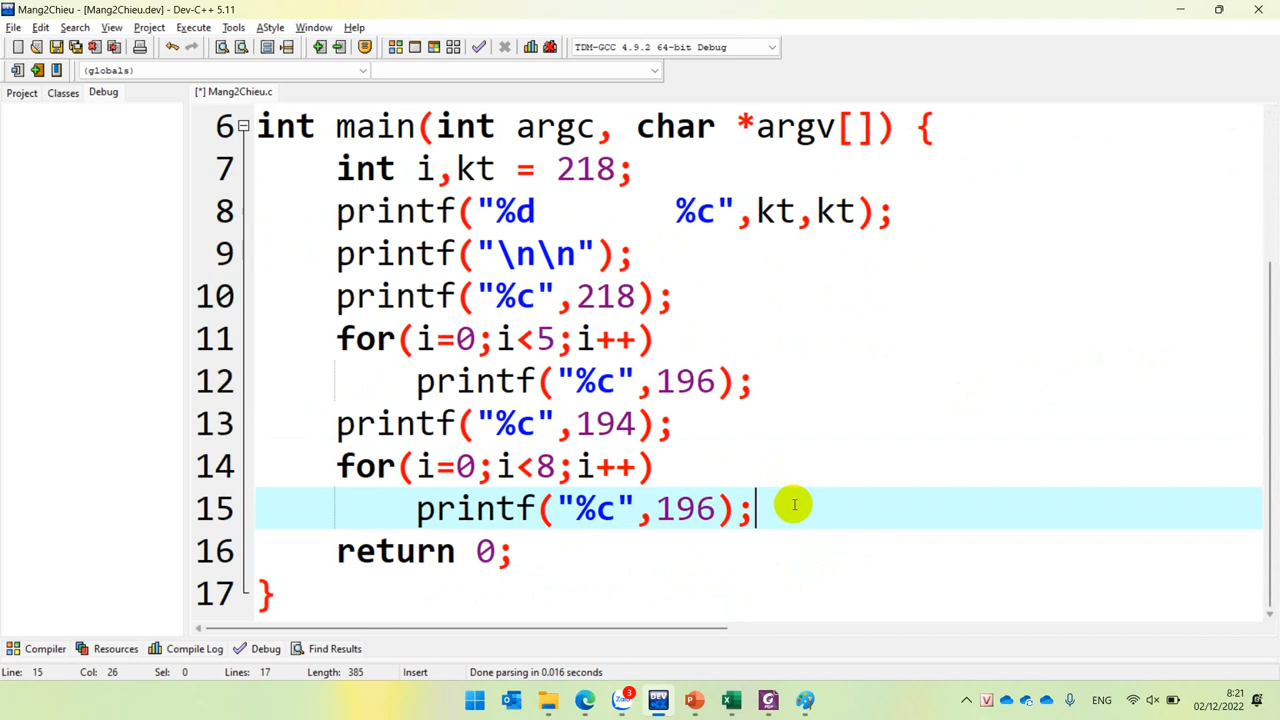 Mang2Chieu - [Mang2Chieu.dev] - Dev-C++ 5.11
File Edit Search View Project Execute Tools AStyle Window Help
TDM-GCC 4.9.2 64-bit Debug
(globals)
Project Classes Debug [*] Mang2Chieu.c
6 int main(int argc, char *argv[]) {
7 int i,kt = 218;
8 printf("%d       %c",kt,kt);
9 printf("\n\n");
10 printf("%c",218);
11 for(i=0;i<5;i++)
12 printf("%c",196);
13 printf("%c",194);
14 for(i=0;i<8;i++)
15 printf("%c",196);
16 return 0;
17 }
Compiler Resources Compile Log Debug Find Results
Line: 15 Col: 26 Sel: 0 Lines: 17 Length: 385 Insert Done parsing in 0.016 seconds
Zalo 3 DEV V ENG 8:21
02/12/2022